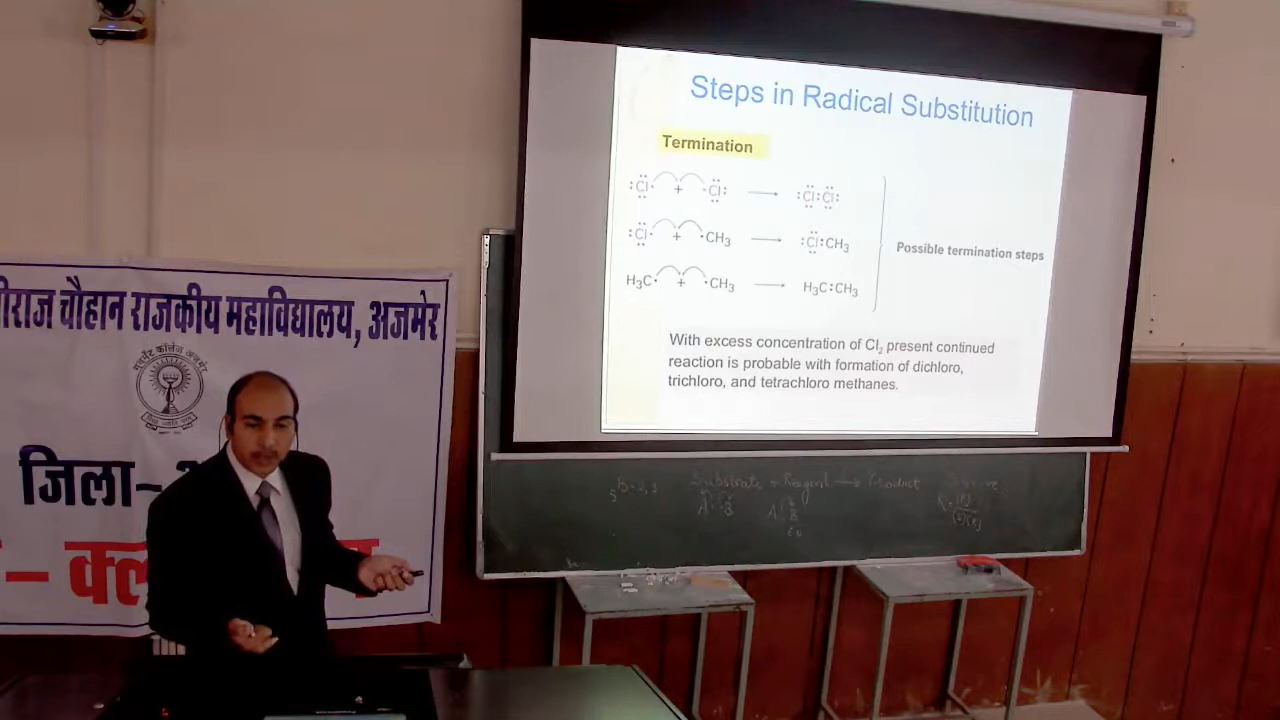 Steps in Radical Substitution
Termination
:Cl· + ·Cl: → :Cl:Cl:
:Cl· + ·CH₃ → :Cl:CH₃
H₃C· + ·CH₃ → H₃C:CH₃
Possible termination steps
With excess concentration of Cl₂ present continued
reaction is probable with formation of dichloro,
trichloro, and tetrachloro methanes.
चौहान राजकीय महाविद्यालय, अजमेर
जिला–
Substrate + Reagent → Product